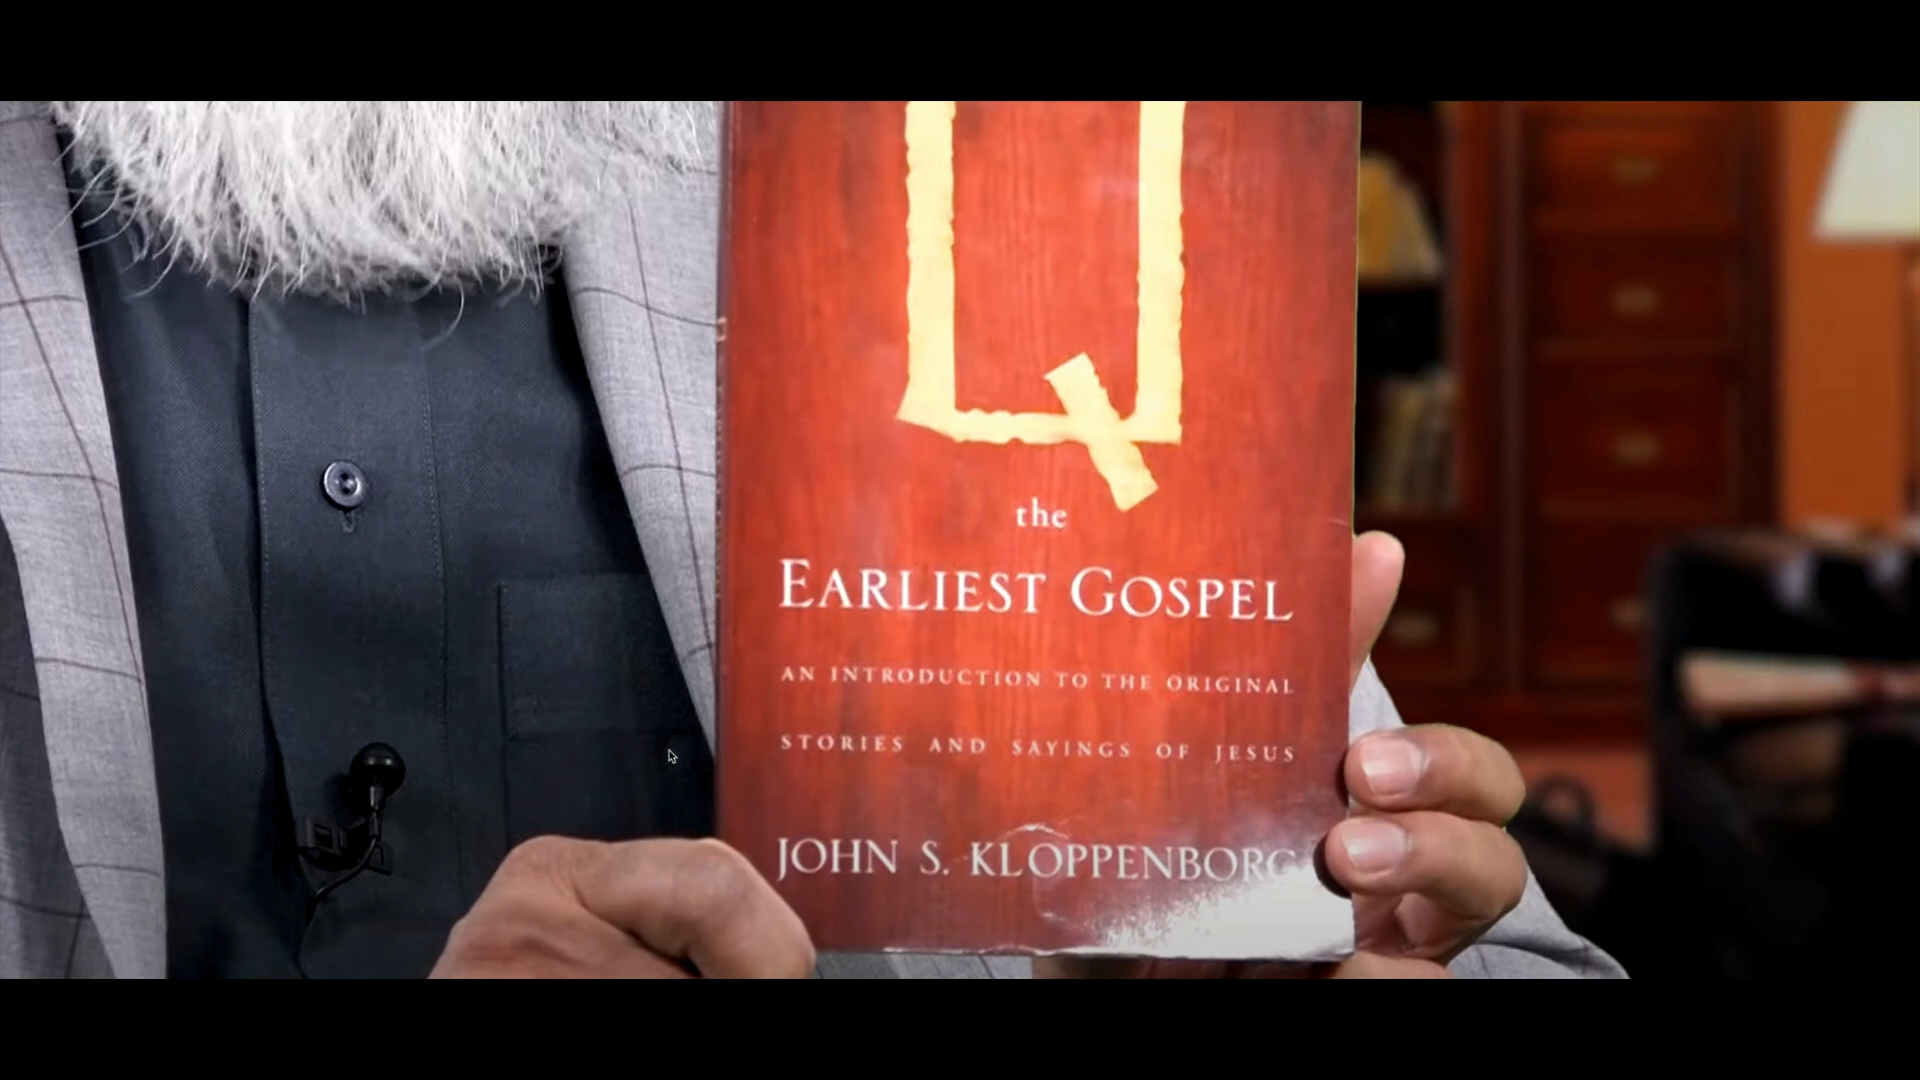 Q
the
EARLIEST GOSPEL
AN INTRODUCTION TO THE ORIGINAL
STORIES AND SAYINGS OF JESUS
JOHN S. KLOPPENBORG